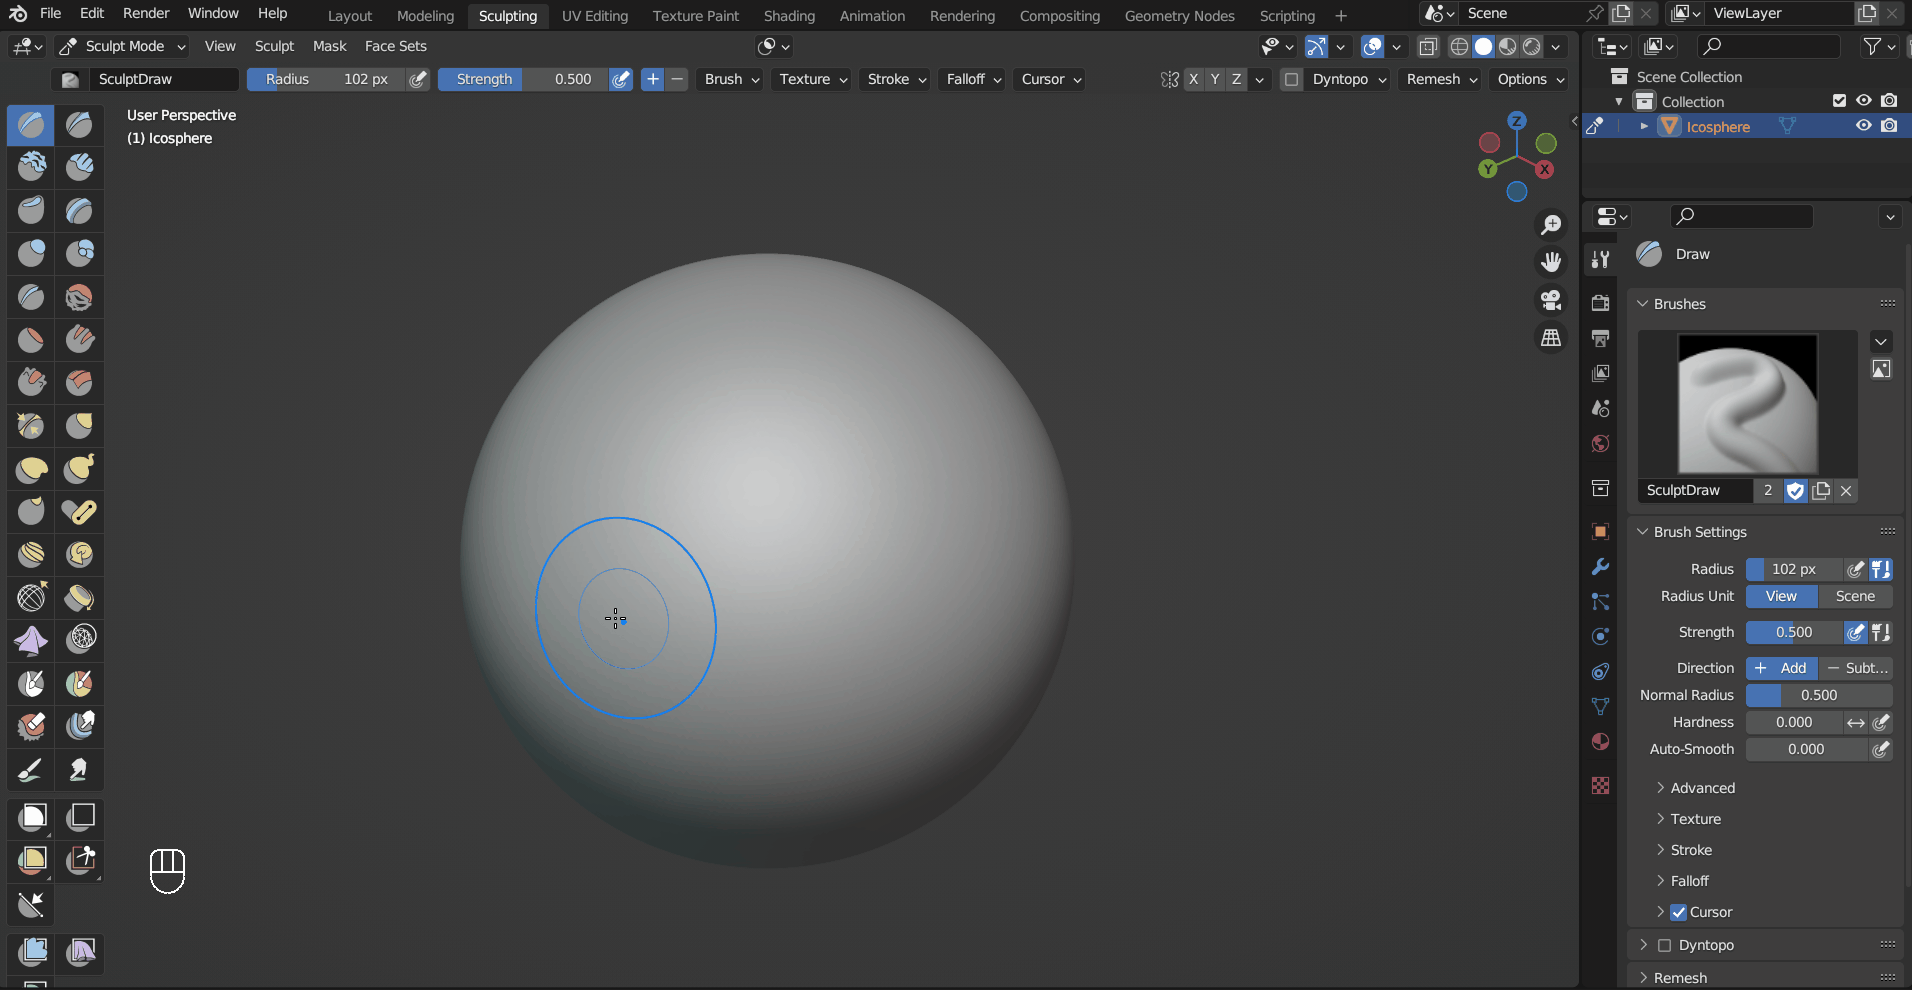 File Edit Render Window Help Layout Modeling Sculpting UV Editing Texture Paint Shading Animation Rendering Compositing Geometry Nodes Scripting + Scene ViewLayer
Sculpt Mode View Sculpt Mask Face Sets
SculptDraw Radius 102 px Strength 0.500 + − Brush Texture Stroke Falloff Cursor X Y Z Dyntopo Remesh Options
User Perspective
(1) Icosphere
Z
Y X
Scene Collection
Collection
Icosphere
Draw
Brushes
SculptDraw 2
Brush Settings
Radius 102 px
Radius Unit View Scene
Strength 0.500
Direction + Add − Subt...
Normal Radius 0.500
Hardness 0.000
Auto-Smooth 0.000
Advanced
Texture
Stroke
Falloff
Cursor
Dyntopo
Remesh